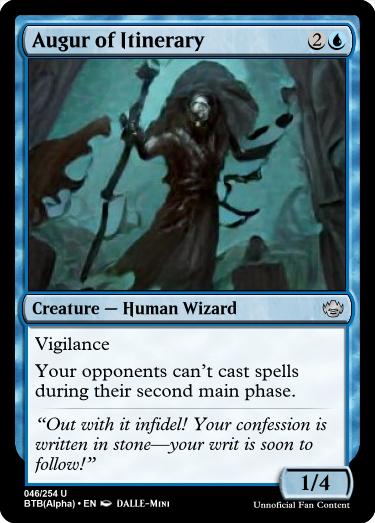 Augur of Itinerary 2
Creature — Human Wizard
Vigilance
Your opponents can't cast spells
during their second main phase.
"Out with it infidel! Your confession is
written in stone—your writ is soon to
follow!"
1/4
046/254 U
BTB(Alpha) • EN DALLE-Mini
Unnoficial Fan Content